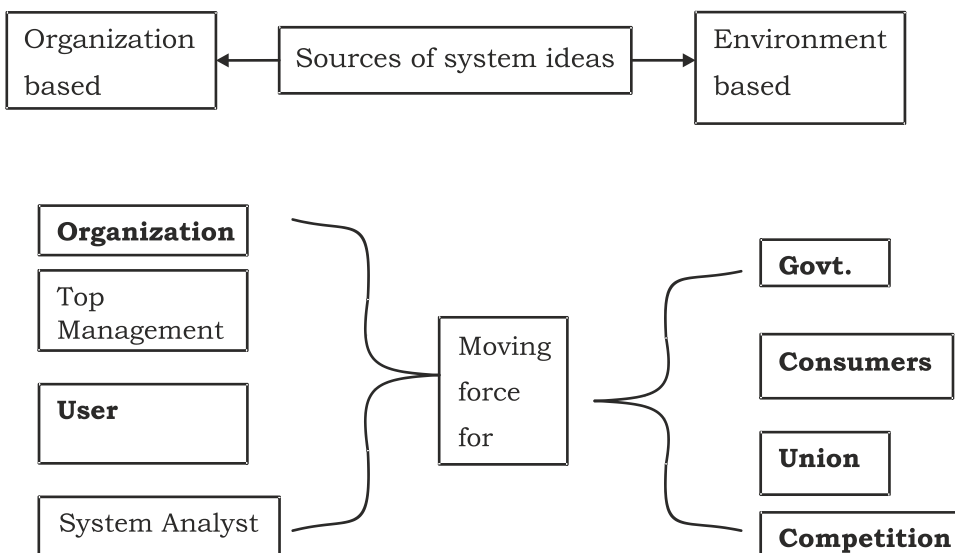 Organization
based
Sources of system ideas
Environment
based
Organization
Top
Management
User
System Analyst
Moving
force
for
Govt.
Consumers
Union
Competition